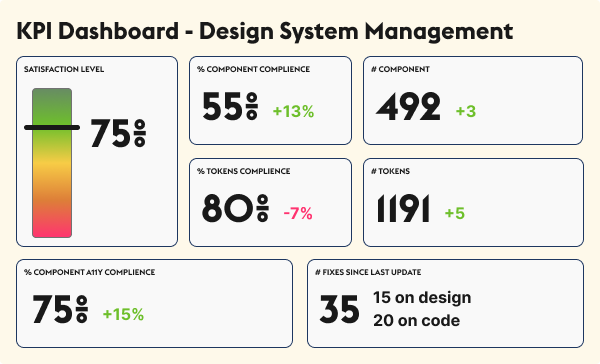 KPI Dashboard - Design System Management
SATISFACTION LEVEL
75%
% COMPONENT COMPLIENCE
55% +13%
# COMPONENT
492 +3
% TOKENS COMPLIENCE
80% -7%
# TOKENS
1191 +5
% COMPONENT A11Y COMPLIENCE
75% +15%
# FIXES SINCE LAST UPDATE
35
15 on design
20 on code